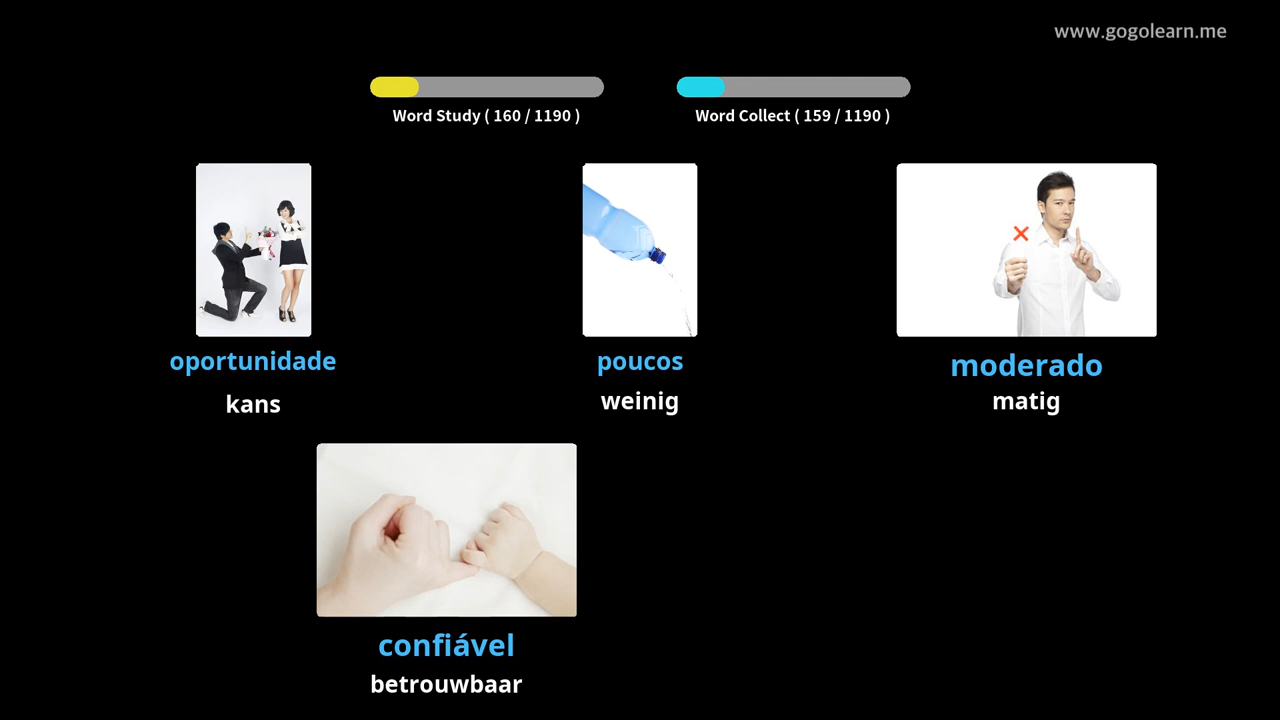 www.gogolearn.me
Word Study ( 160 / 1190 )
Word Collect ( 159 / 1190 )
oportunidade
kans
poucos
weinig
moderado
matig
confiável
betrouwbaar